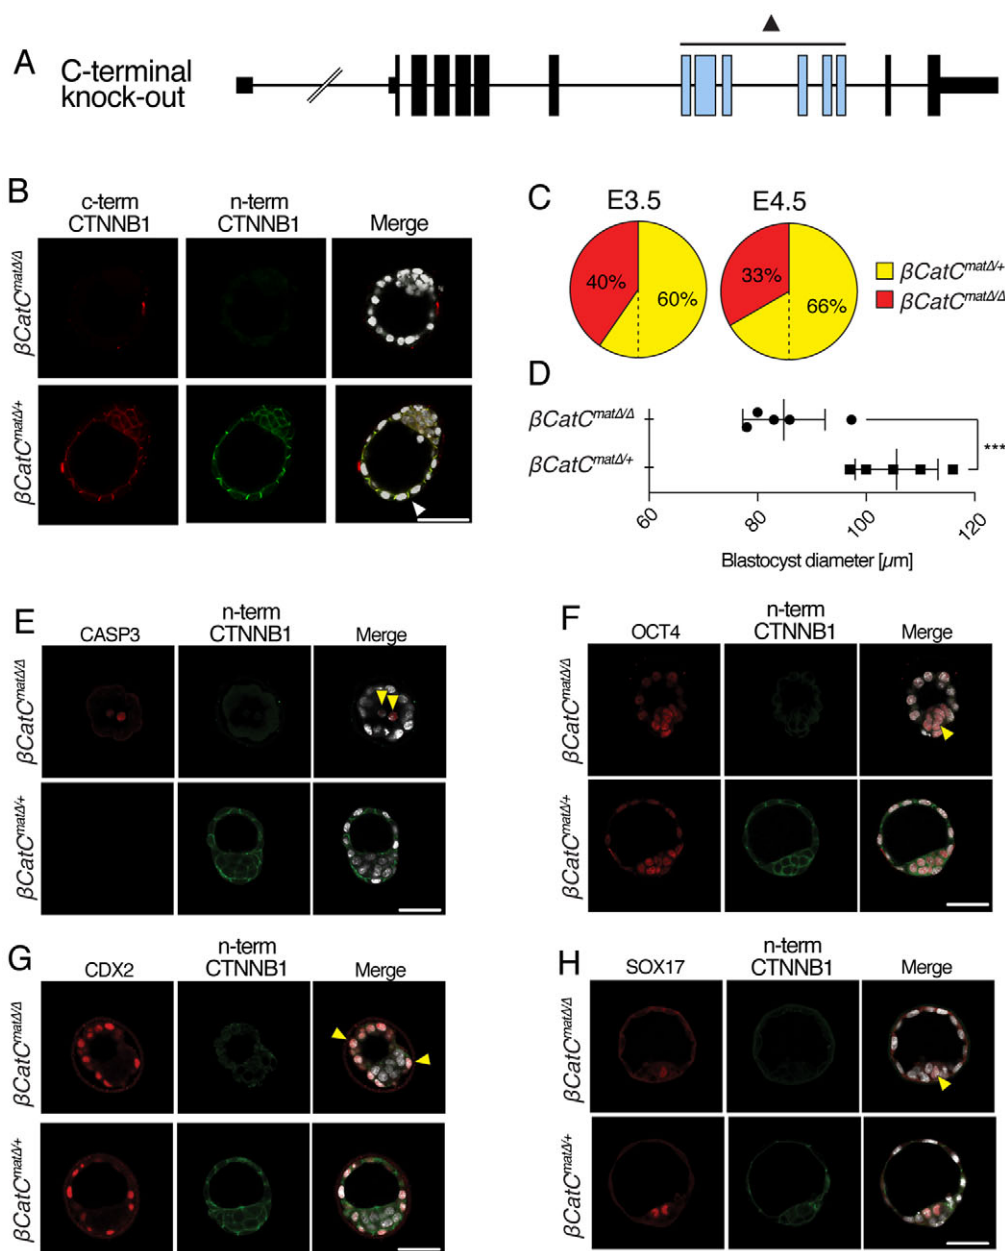 A
C-terminal
knock-out
B
c-term
CTNNB1
n-term
CTNNB1
Merge
βCatC^matΔ/Δ
βCatC^matΔ/+
C
E3.5
E4.5
40%
60%
33%
66%
βCatC^matΔ/+
βCatC^matΔ/Δ
D
βCatC^matΔ/Δ
βCatC^matΔ/+
***
60
80
100
120
Blastocyst diameter [µm]
E
CASP3
n-term
CTNNB1
Merge
βCatC^matΔ/Δ
βCatC^matΔ/+
F
OCT4
n-term
CTNNB1
Merge
βCatC^matΔ/Δ
βCatC^matΔ/+
G
CDX2
n-term
CTNNB1
Merge
βCatC^matΔ/Δ
βCatC^matΔ/+
H
SOX17
n-term
CTNNB1
Merge
βCatC^matΔ/Δ
βCatC^matΔ/+